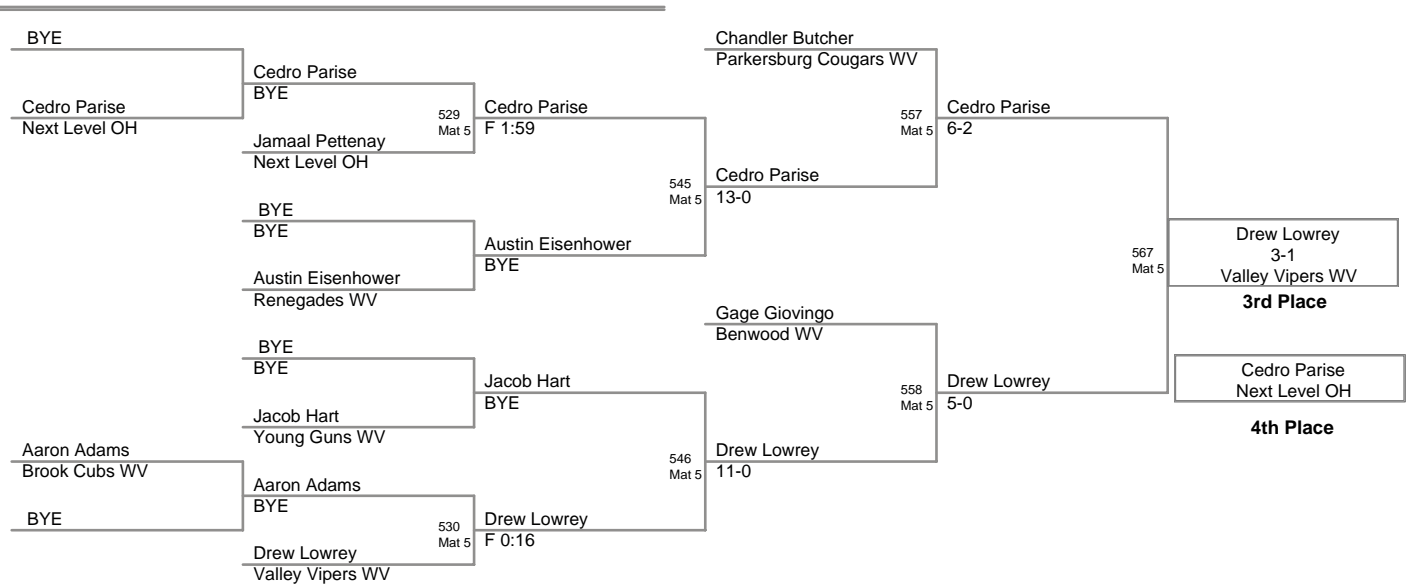 BYE
Cedro Parise
Next Level OH
Cedro Parise
BYE
Jamaal Pettenay
Next Level OH
529
Mat 5
Cedro Parise
F 1:59
BYE
BYE
Austin Eisenhower
Renegades WV
Austin Eisenhower
BYE
545
Mat 5
Cedro Parise
13-0
Chandler Butcher
Parkersburg Cougars WV
557
Mat 5
Cedro Parise
6-2
BYE
BYE
Jacob Hart
Young Guns WV
Jacob Hart
BYE
Aaron Adams
Brook Cubs WV
BYE
Aaron Adams
BYE
Drew Lowrey
Valley Vipers WV
530
Mat 5
Drew Lowrey
F 0:16
546
Mat 5
Drew Lowrey
11-0
Gage Giovingo
Benwood WV
558
Mat 5
Drew Lowrey
5-0
567
Mat 5
Drew Lowrey
3-1
Valley Vipers WV
3rd Place
Cedro Parise
Next Level OH
4th Place